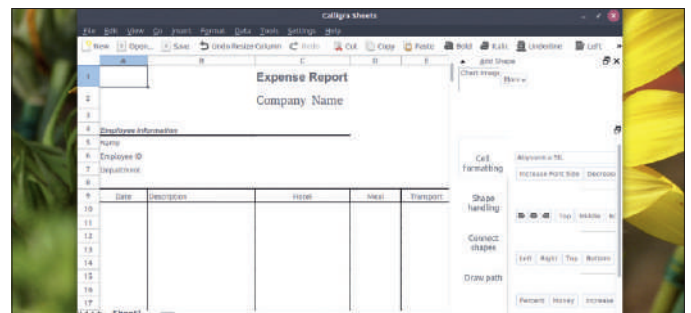 Calligra Sheets
File Edit View Go Insert Format Data Tools Settings Help
New Open... Save Undo Resize Column Redo Cut Copy Paste Bold Italic Underline Left
A B C D E
Add Shape
Chart Image
More
1 Expense Report
2 Company Name
3
4 Employee Information
5 Name
6 Employee ID
7 Department
8
9 Date Description Hotel Meal Transport
10
11
12
13
14
15
16
17
Cell formatting
Increase Font Size Decrease
Shape handling
Top Middle
Connect shapes
Left Right Top Bottom
Draw path
Percent Money Increase
Sheet1